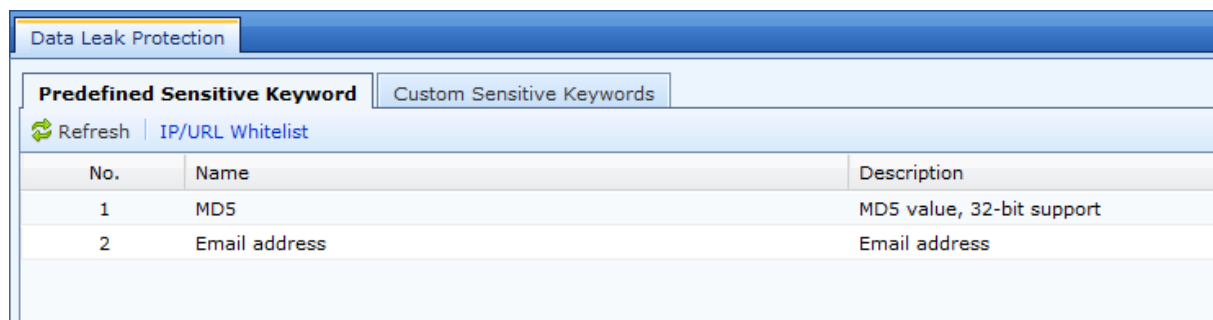 Data Leak Protection
Predefined Sensitive Keyword Custom Sensitive Keywords
Refresh IP/URL Whitelist
No. Name Description
1 MD5 MD5 value, 32-bit support
2 Email address Email address